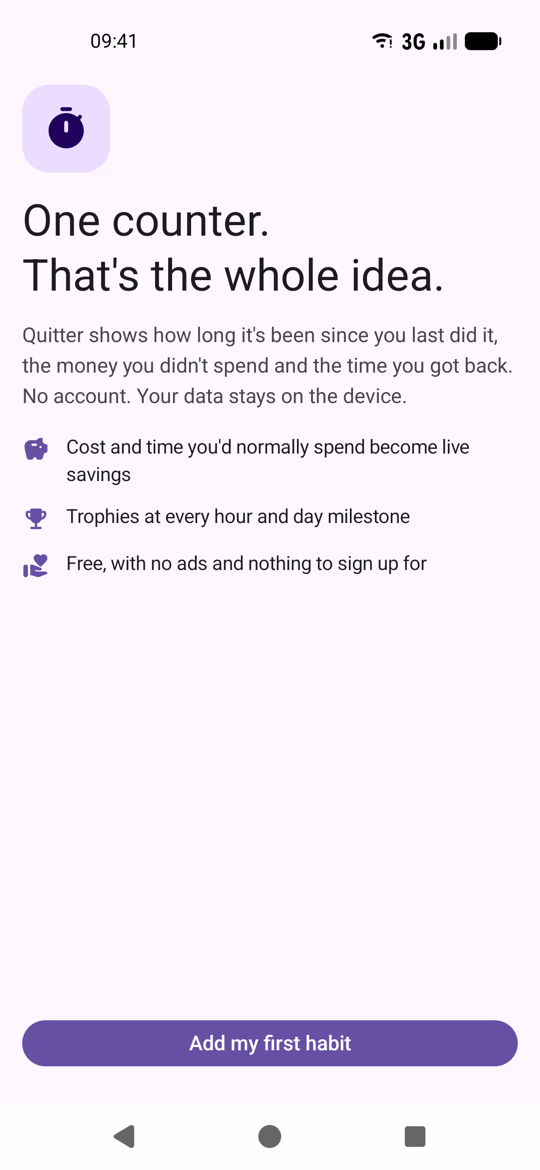 09:41
3G
One counter.
That's the whole idea.
Quitter shows how long it's been since you last did it,
the money you didn't spend and the time you got back.
No account. Your data stays on the device.
Cost and time you'd normally spend become live
savings
Trophies at every hour and day milestone
Free, with no ads and nothing to sign up for
Add my first habit